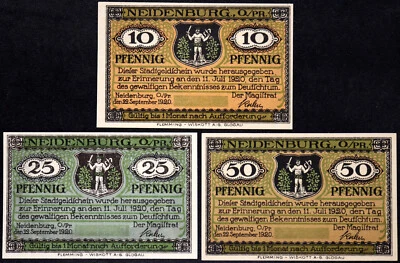 NEIDENBURG, O/PR.
10 10
PFENNIG PFENNIG
Dieser Stadtgeldschein wurde herausgegeben
zur Erinnerung an den 11. Juli 1920, den Tag
des gewaltigen Bekenntnisses zum Deutschtum.
Neidenburg, O/Pr. Der Magistrat
den 22. September 1920.
Gültig bis 1 Monat nach Aufforderung
FLEMMING-WISKOTT A-G. GLOGAU
NEIDENBURG, O/PR.
25 25
PFENNIG PFENNIG
Dieser Stadtgeldschein wurde herausgegeben
zur Erinnerung an den 11. Juli 1920, den Tag
des gewaltigen Bekenntnisses zum Deutschtum.
Neidenburg, O/Pr. Der Magistrat
den 22. September 1920.
Gültig bis 1 Monat nach Aufforderung
FLEMMING-WISKOTT A-G. GLOGAU
NEIDENBURG, O/PR.
50 50
PFENNIG PFENNIG
Dieser Stadtgeldschein wurde herausgegeben
zur Erinnerung an den 11. Juli 1920, den Tag
des gewaltigen Bekenntnisses zum Deutschtum.
Neidenburg, O/Pr. Der Magistrat
den 22. September 1920.
Gültig bis 1 Monat nach Aufforderung
FLEMMING-WISKOTT A-G. GLOGAU